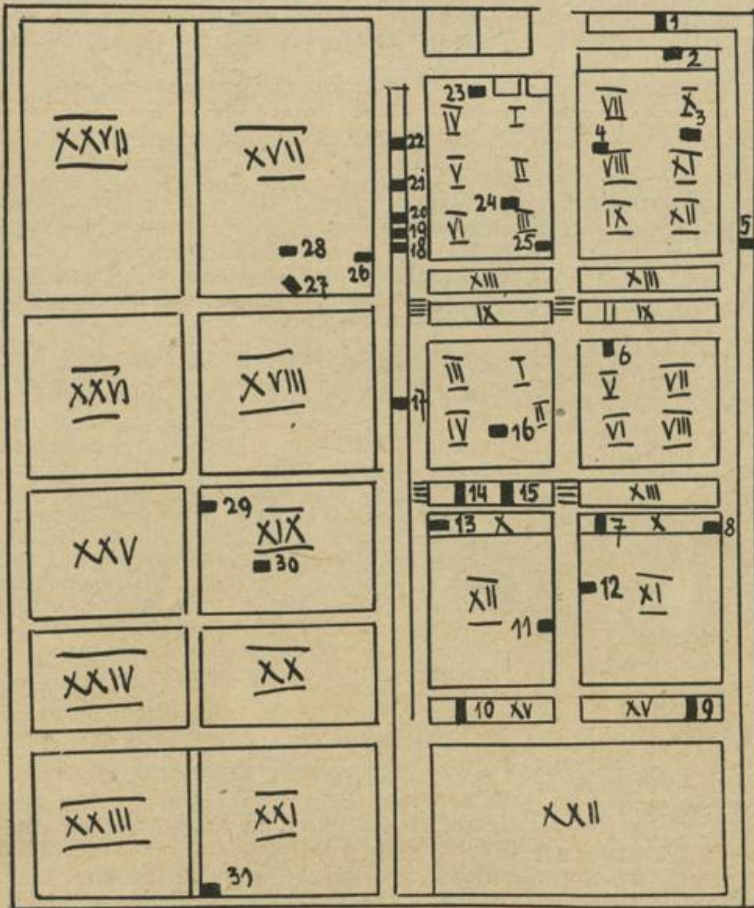 1
2
23 IV I VII X 3
4
XXVII XVII 22
V II VIII XI
21
24
20 VI III IX XII 5
19
28 26 18 25
27
XIII XIII
IX II IX
6
XXVI XVIII III I V VII
17
IV 16 II VI VIII
14 15 XIII
29 13 X 7 X 8
XXV XIX
30 XII 12 XI
11
XXIV XX
10 XV XV 9
XXIII XXI XXII
31